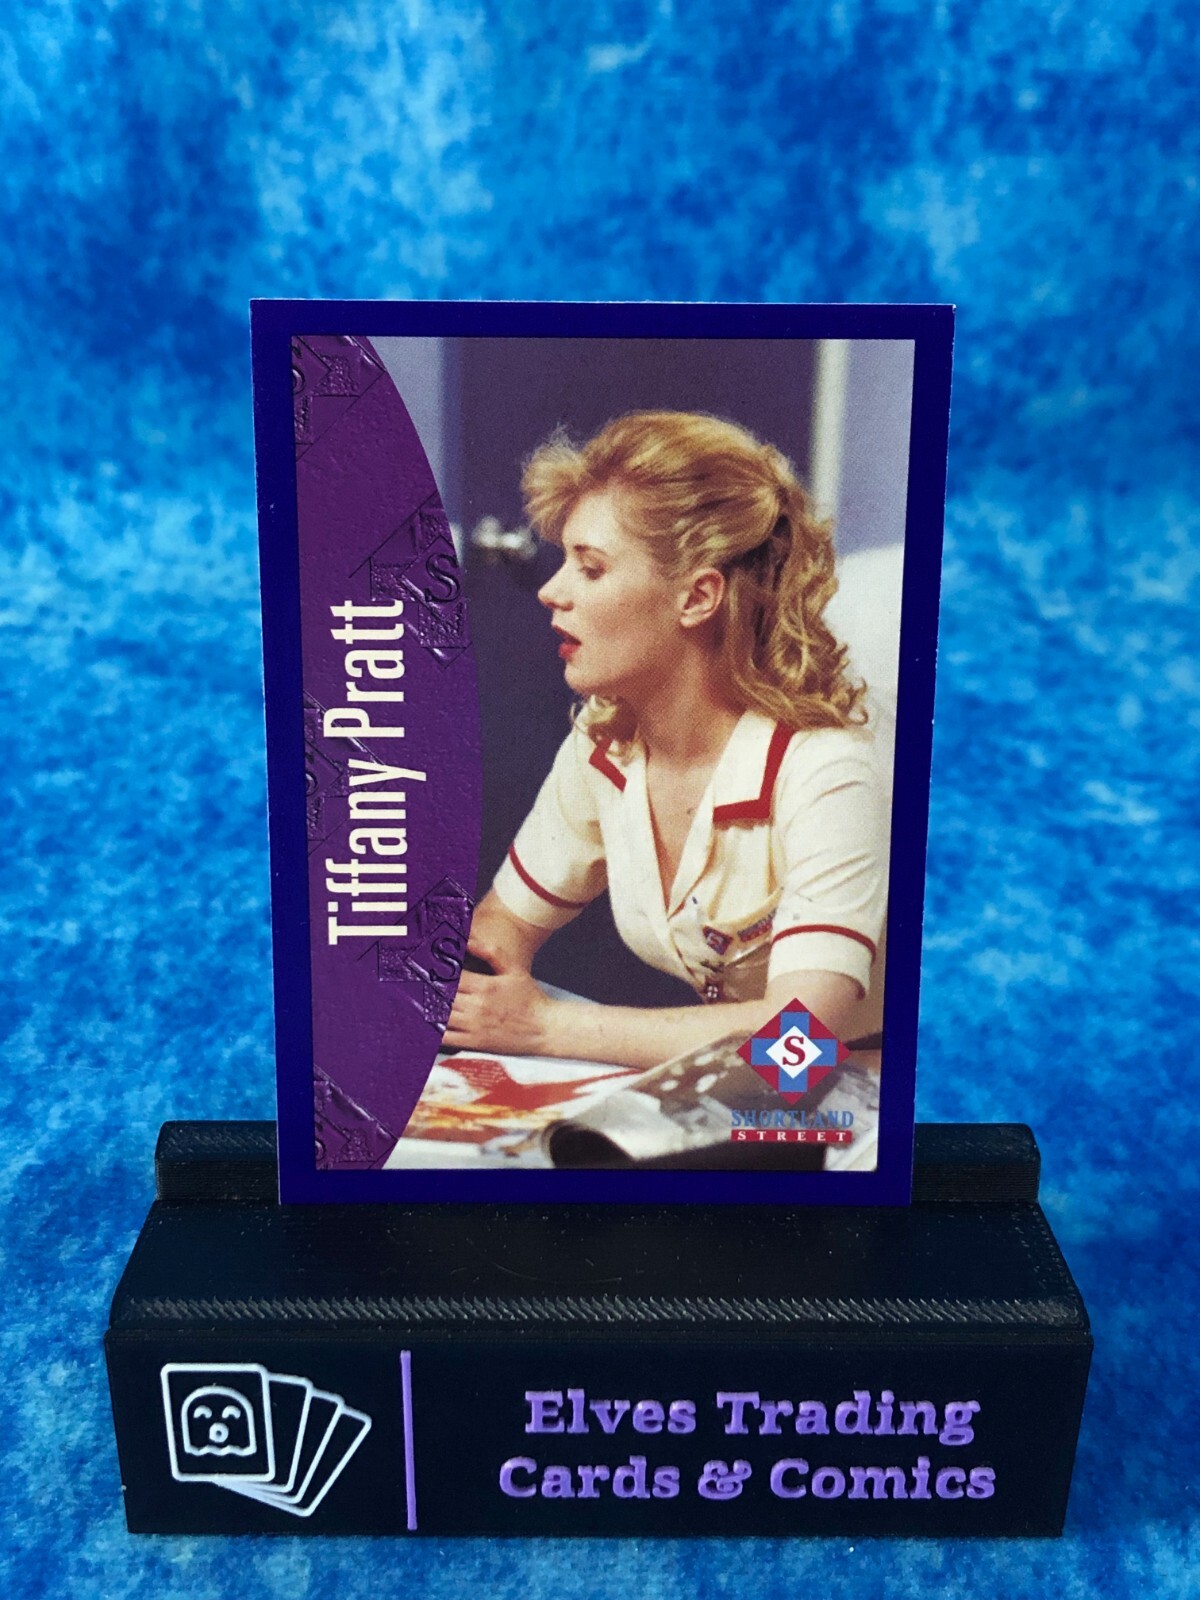 Tiffany Pratt
S
SHORTLAND
STREET
Elves Trading
Cards & Comics